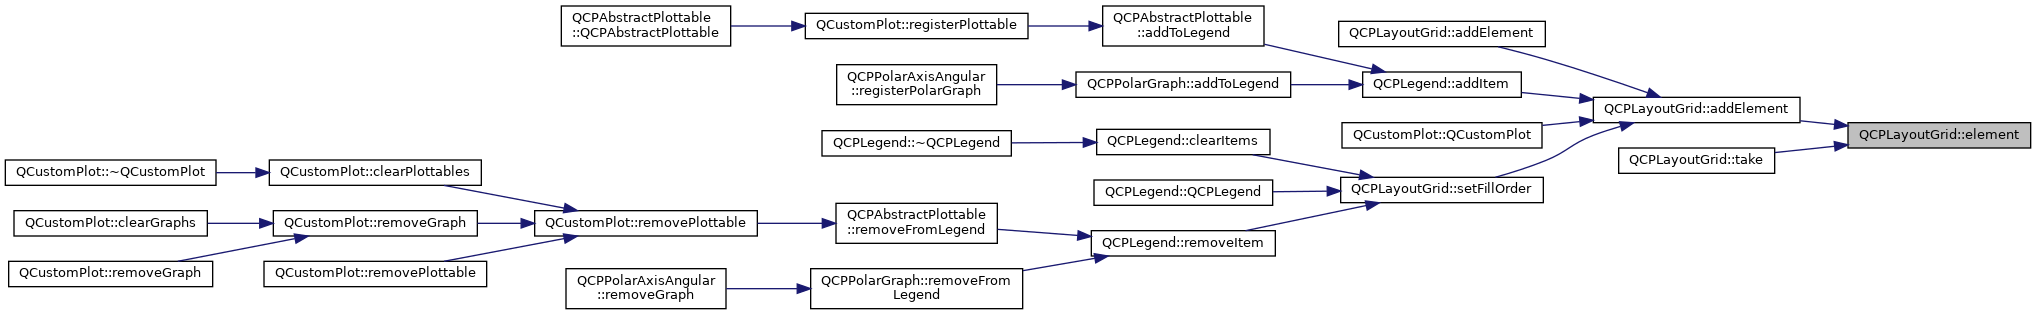 QCPAbstractPlottable
::QCPAbstractPlottable
QCustomPlot::registerPlottable
QCPAbstractPlottable
::addToLegend
QCPLayoutGrid::addElement
QCPPolarAxisAngular
::registerPolarGraph
QCPPolarGraph::addToLegend
QCPLegend::addItem
QCPLayoutGrid::addElement
QCPLayoutGrid::element
QCustomPlot::QCustomPlot
QCPLegend::~QCPLegend
QCPLegend::clearItems
QCPLayoutGrid::take
QCustomPlot::~QCustomPlot
QCustomPlot::clearPlottables
QCPLegend::QCPLegend
QCPLayoutGrid::setFillOrder
QCustomPlot::clearGraphs
QCustomPlot::removeGraph
QCustomPlot::removePlottable
QCPAbstractPlottable
::removeFromLegend
QCPLegend::removeItem
QCustomPlot::removeGraph
QCustomPlot::removePlottable
QCPPolarAxisAngular
::removeGraph
QCPPolarGraph::removeFrom
Legend